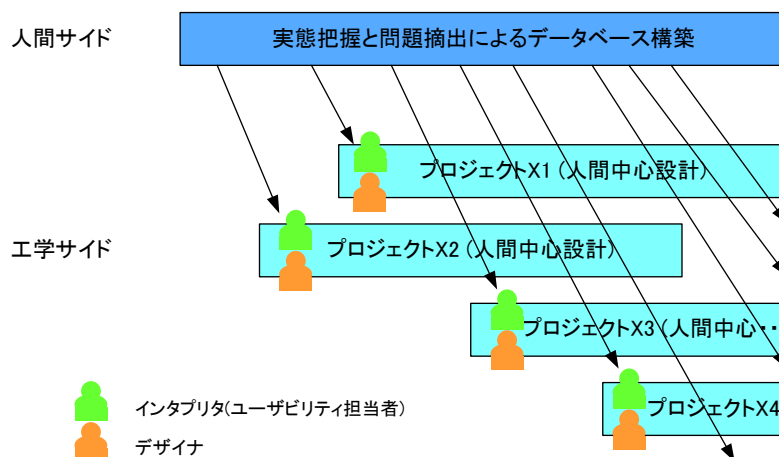 人間サイド
実態把握と問題摘出によるデータベース構築
プロジェクトX1 (人間中心設計)
工学サイド
プロジェクトX2 (人間中心設計)
プロジェクトX3 (人間中心・・
プロジェクトX4
インタプリタ(ユーザビリティ担当者)
デザイナ